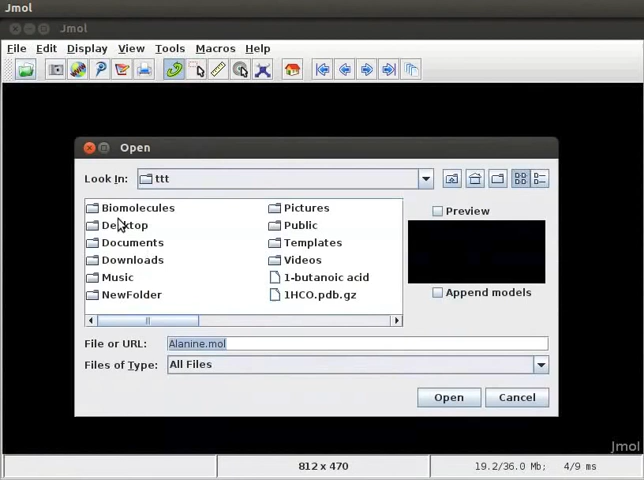 Jmol
Jmol
File Edit Display View Tools Macros Help
Open
Look In: ttt
Biomolecules Pictures
Desktop Public
Documents Templates
Downloads Videos
Music 1-butanoic acid
NewFolder 1HCO.pdb.gz
Preview
Append models
File or URL: Alanine.mol
Files of Type: All Files
Open Cancel
Jmol
812 x 470 19.2/36.0 Mb; 4/9 ms